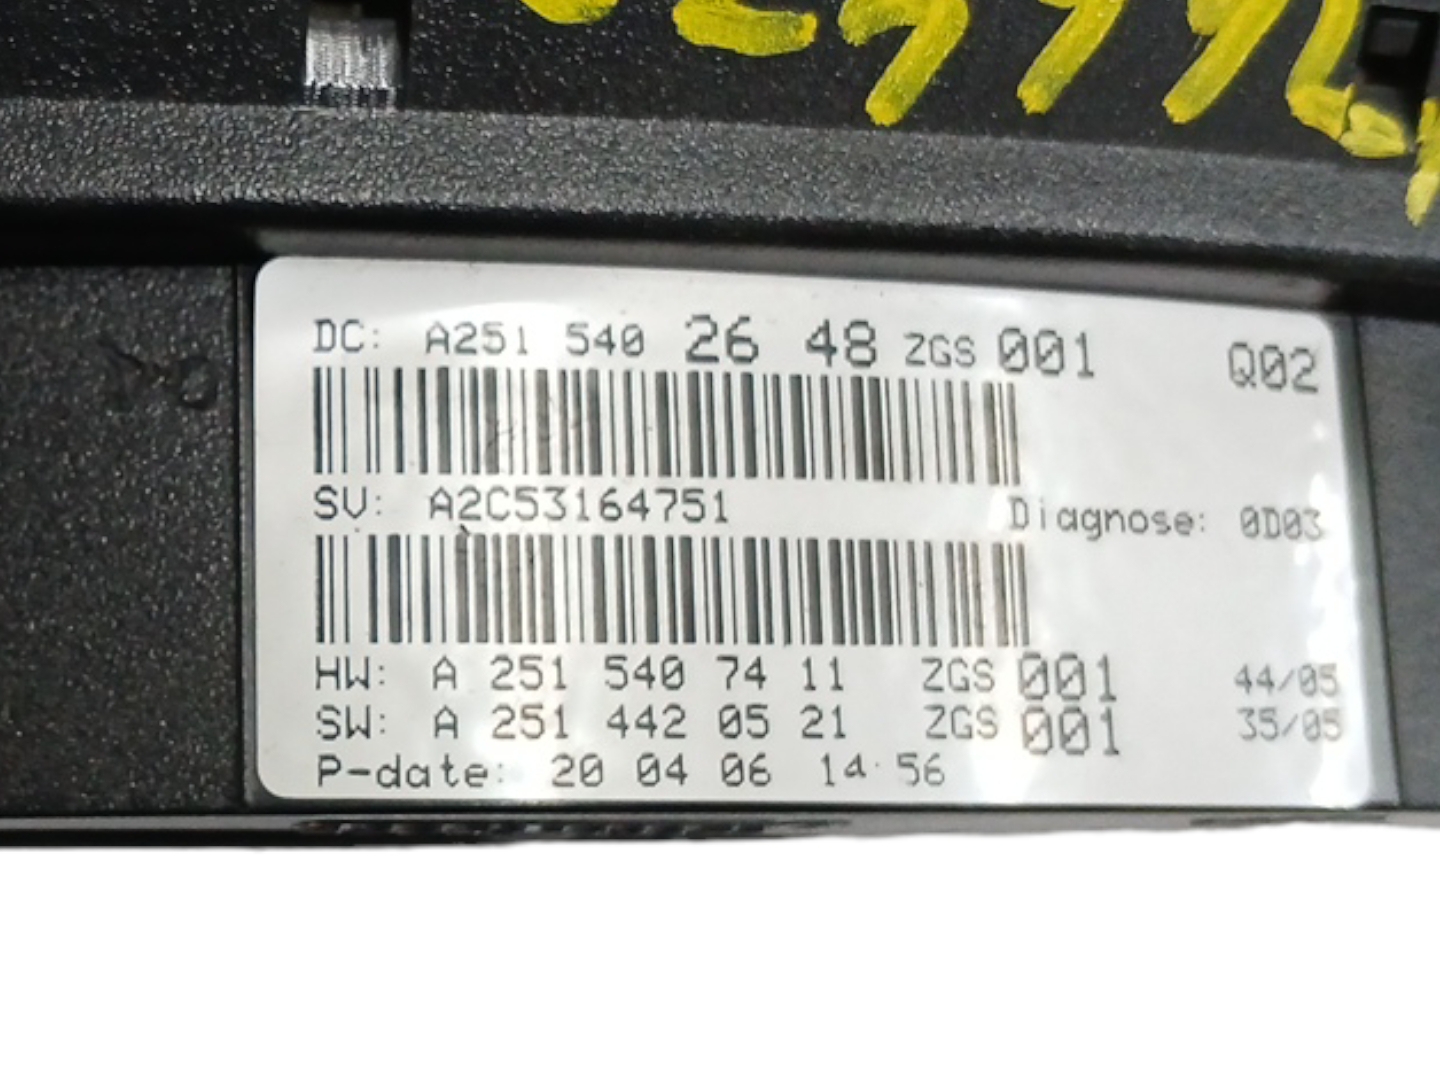 DC: A251 540 26 48 ZGS 001 Q02
SV: A2C53164751 Diagnose: 0D03
HW: A 251 540 74 11 ZGS 001 44/05
SW: A 251 442 05 21 ZGS 001 35/05
P-date: 20 04 06 14 56